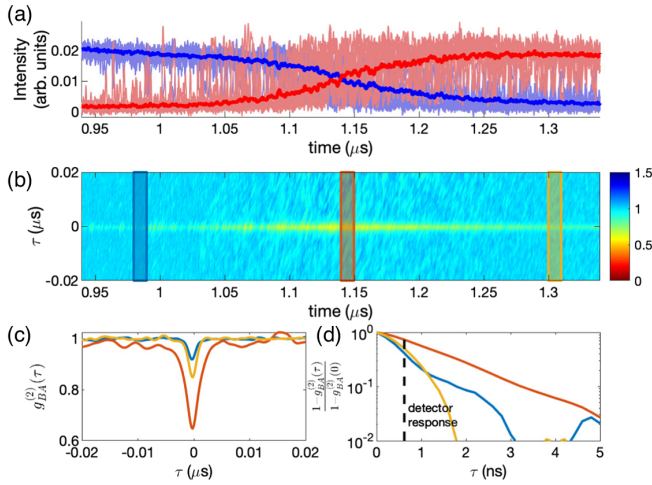 (a)
Intensity
(arb. units)
0.02
0.01
0
0.95 1 1.05 1.1 1.15 1.2 1.25 1.3
time (μs)
(b)
τ (μs)
0.02
0
-0.02
0.95 1 1.05 1.1 1.15 1.2 1.25 1.3
time (μs)
1.5
1
0.5
0
(c)
g_{BA}^{(2)}(τ)
1
0.8
0.6
-0.02 -0.01 0 0.01 0.02
τ (μs)
(d)
1-g_{BA}^{(2)}(τ)
1-g_{BA}^{(2)}(0)
10^0
10^{-1}
10^{-2}
detector
response
0 1 2 3 4 5
τ (ns)